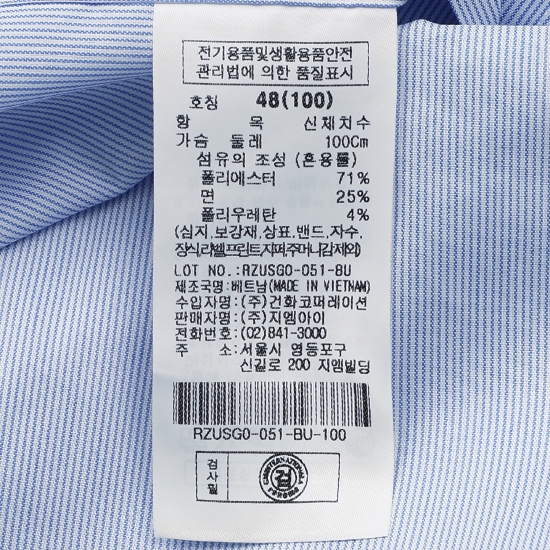 전기용품및생활용품안전
관리법에 의한 품질표시
호칭 48(100)
항 목 신체치수
가슴 둘레 100Cm
섬유의 조성 (혼용률)
폴리에스터 71%
면 25%
폴리우레탄 4%
(심지,보강재,상표,밴드,자수,
장식,라벨,프린트,지퍼,주머니감제외)
LOT NO.:RZUSG0-051-BU
제조국명:베트남(MADE IN VIETNAM)
수입자명:(주)건화코퍼레이션
판매자명:(주)지엠아이
전화번호:(02)841-3000
주 소:서울시 영등포구
신길로 200 지엠빌딩
RZUSG0-051-BU-100
검사필
검